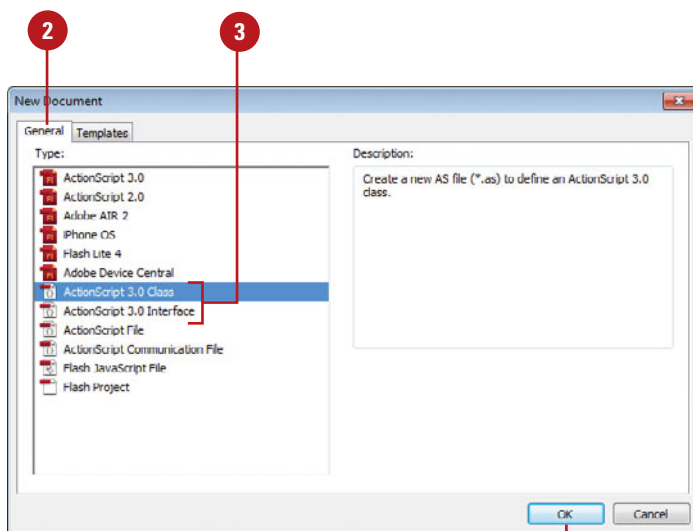 2
3
New Document
General
Templates
Type:
Description:
ActionScript 3.0
ActionScript 2.0
Adobe AIR 2
iPhone OS
Flash Lite 4
Adobe Device Central
ActionScript 3.0 Class
ActionScript 3.0 Interface
ActionScript File
ActionScript Communication File
Flash JavaScript File
Flash Project
Create a new AS file (*.as) to define an ActionScript 3.0
class.
OK
Cancel